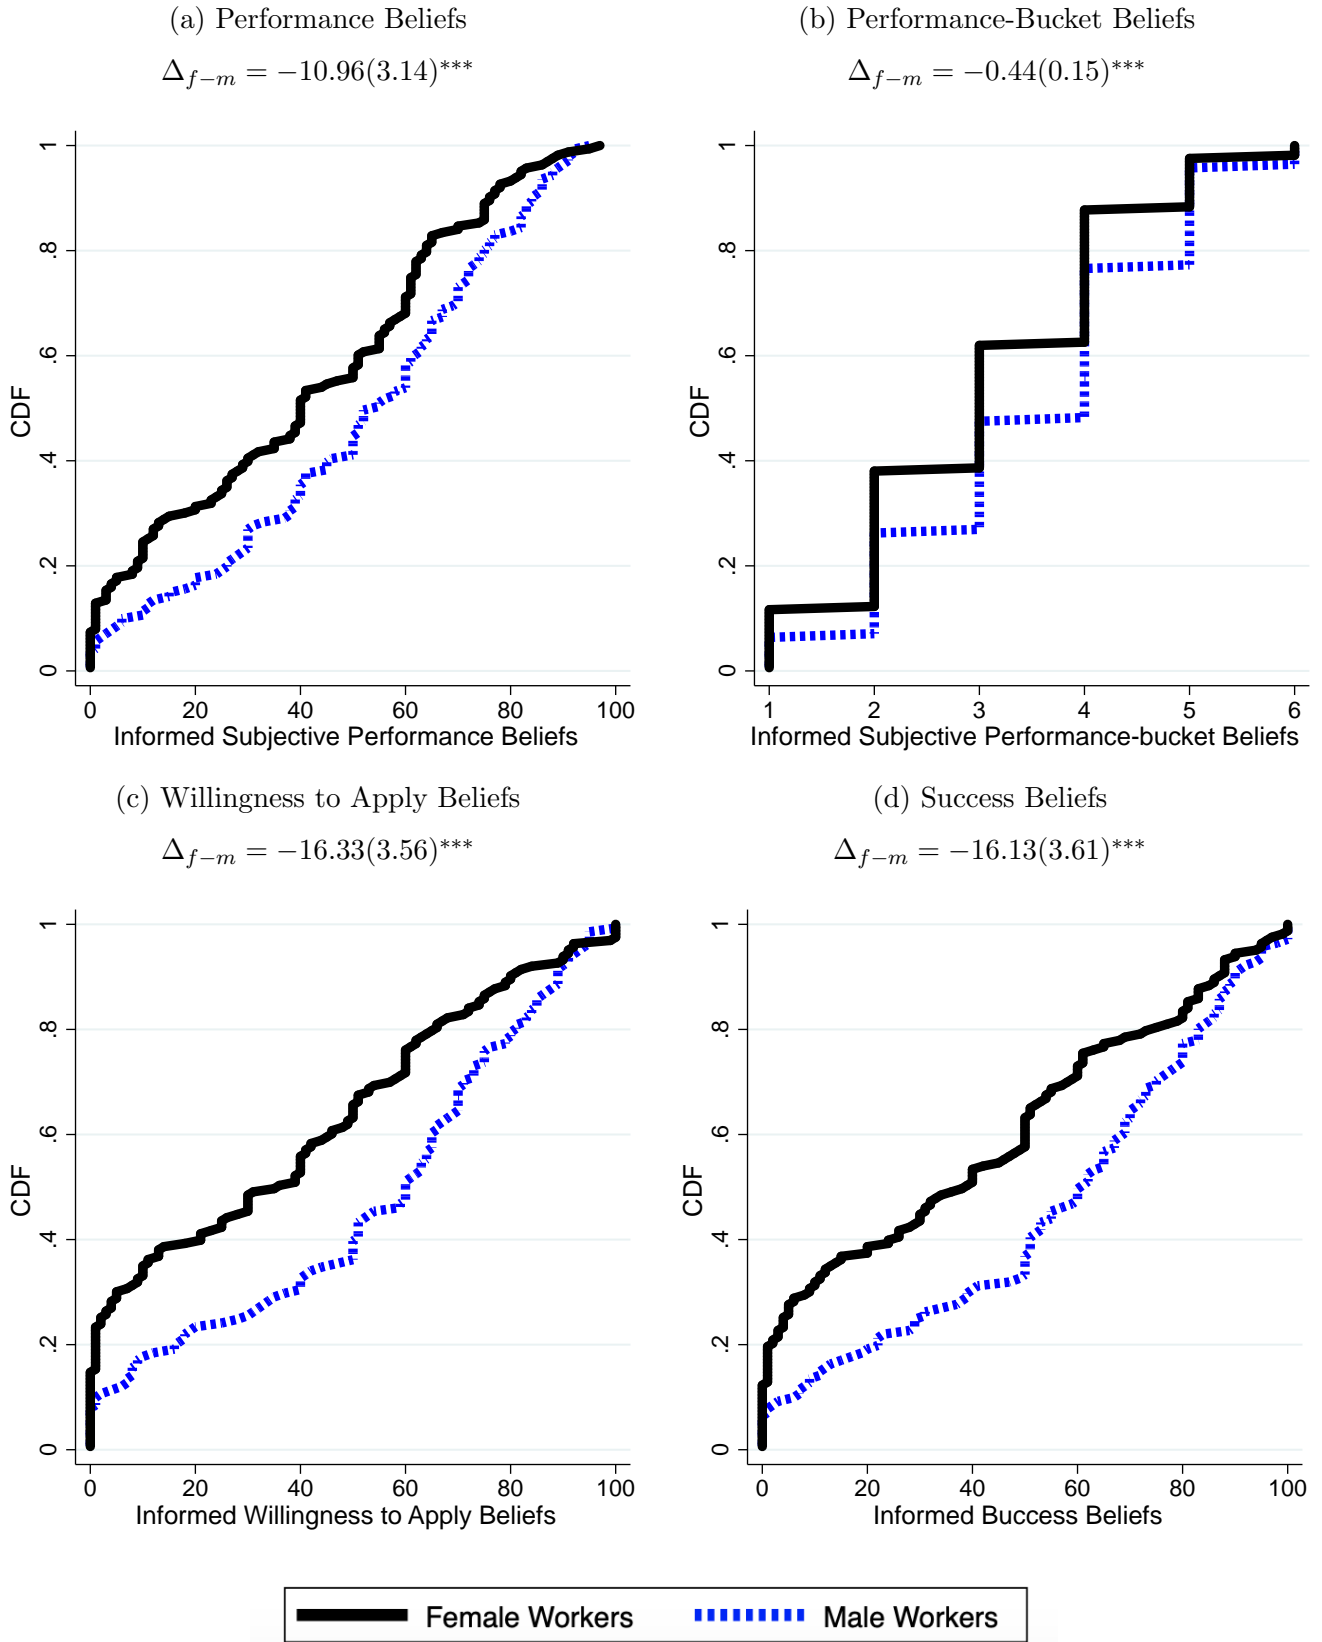 (a) Performance Beliefs
Δf−m = −10.96(3.14)***
CDF
0 .2 .4 .6 .8 1
0 20 40 60 80 100
Informed Subjective Performance Beliefs
(b) Performance-Bucket Beliefs
Δf−m = −0.44(0.15)***
CDF
0 .2 .4 .6 .8 1
1 2 3 4 5 6
Informed Subjective Performance-bucket Beliefs
(c) Willingness to Apply Beliefs
Δf−m = −16.33(3.56)***
CDF
0 .2 .4 .6 .8 1
0 20 40 60 80 100
Informed Willingness to Apply Beliefs
(d) Success Beliefs
Δf−m = −16.13(3.61)***
CDF
0 .2 .4 .6 .8 1
0 20 40 60 80 100
Informed Buccess Beliefs
Female Workers Male Workers